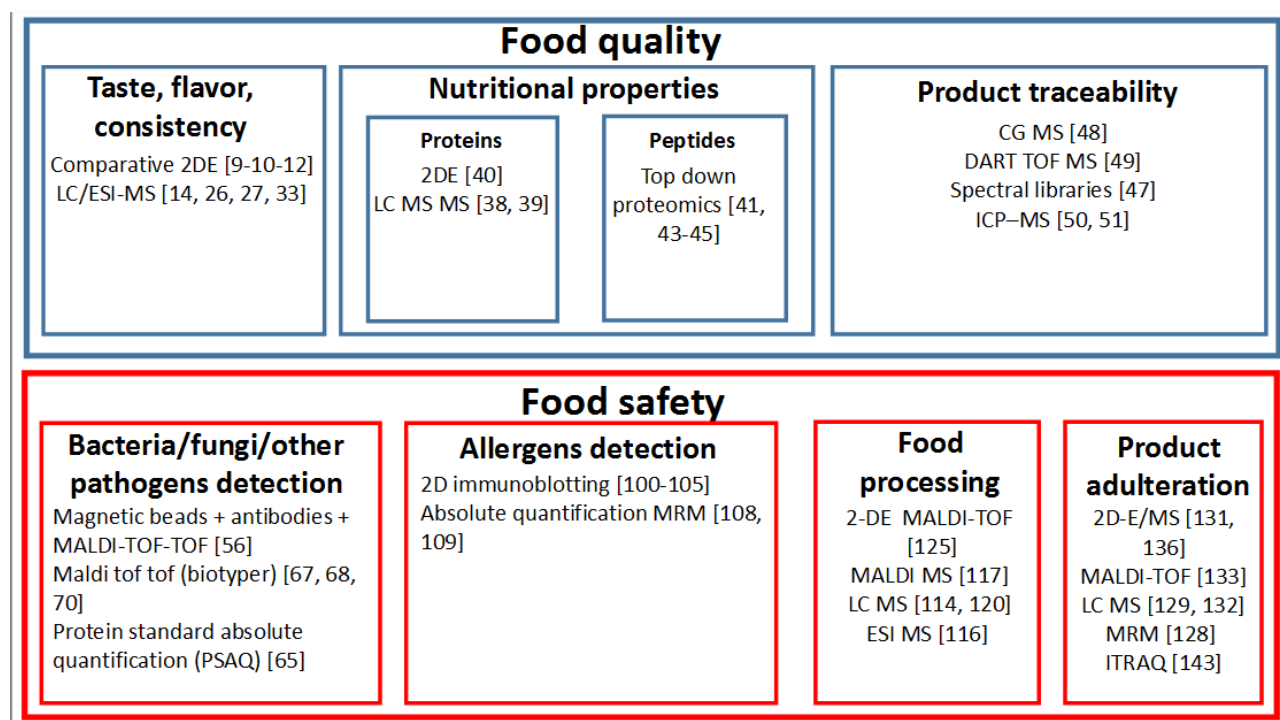 Food quality
Taste, flavor,
consistency
Comparative 2DE [9-10-12]
LC/ESI-MS [14, 26, 27, 33]
Nutritional properties
Proteins
2DE [40]
LC MS MS [38, 39]
Peptides
Top down
proteomics [41,
43-45]
Product traceability
CG MS [48]
DART TOF MS [49]
Spectral libraries [47]
ICP–MS [50, 51]
Food safety
Bacteria/fungi/other
pathogens detection
Magnetic beads + antibodies +
MALDI-TOF-TOF [56]
Maldi tof tof (biotyper) [67, 68,
70]
Protein standard absolute
quantification (PSAQ) [65]
Allergens detection
2D immunoblotting [100-105]
Absolute quantification MRM [108,
109]
Food
processing
2-DE MALDI-TOF
[125]
MALDI MS [117]
LC MS [114, 120]
ESI MS [116]
Product
adulteration
2D-E/MS [131,
136]
MALDI-TOF [133]
LC MS [129, 132]
MRM [128]
ITRAQ [143]